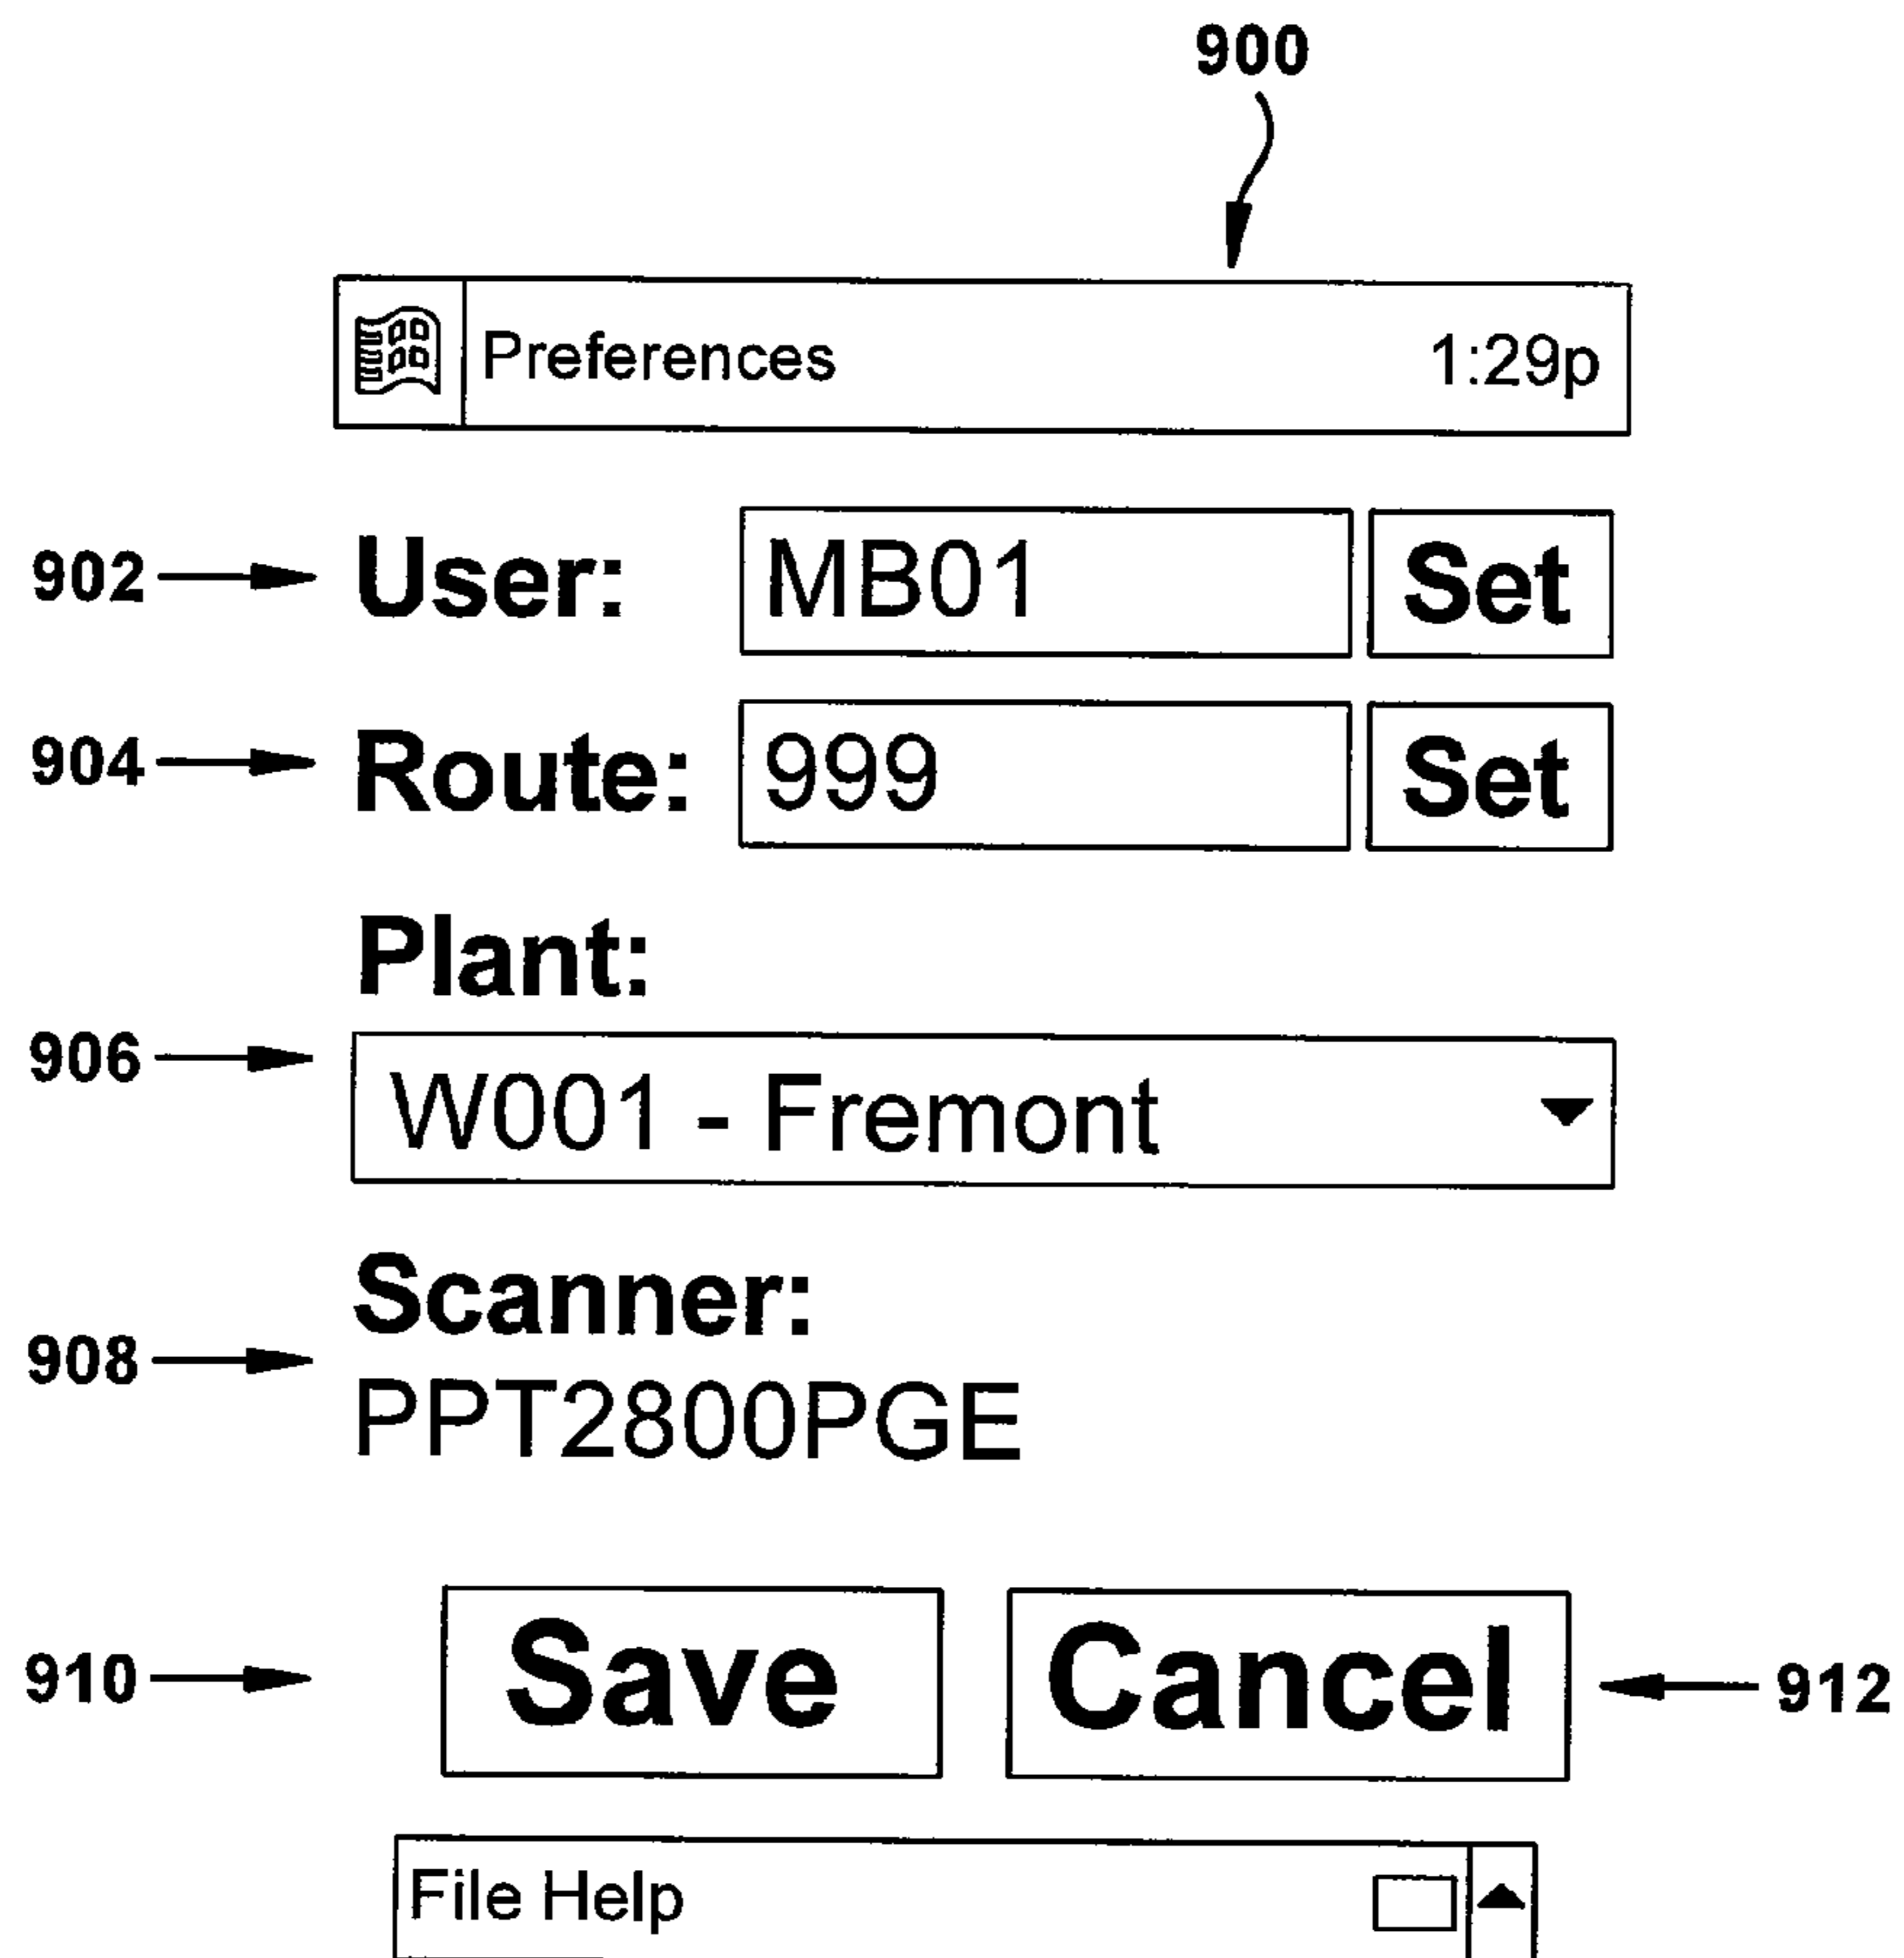 900
Preferences 1:29p
902 User: MB01 Set
904 Route: 999 Set
Plant:
906 W001 - Fremont
Scanner:
908
PPT2800PGE
910 Save Cancel 912
File Help